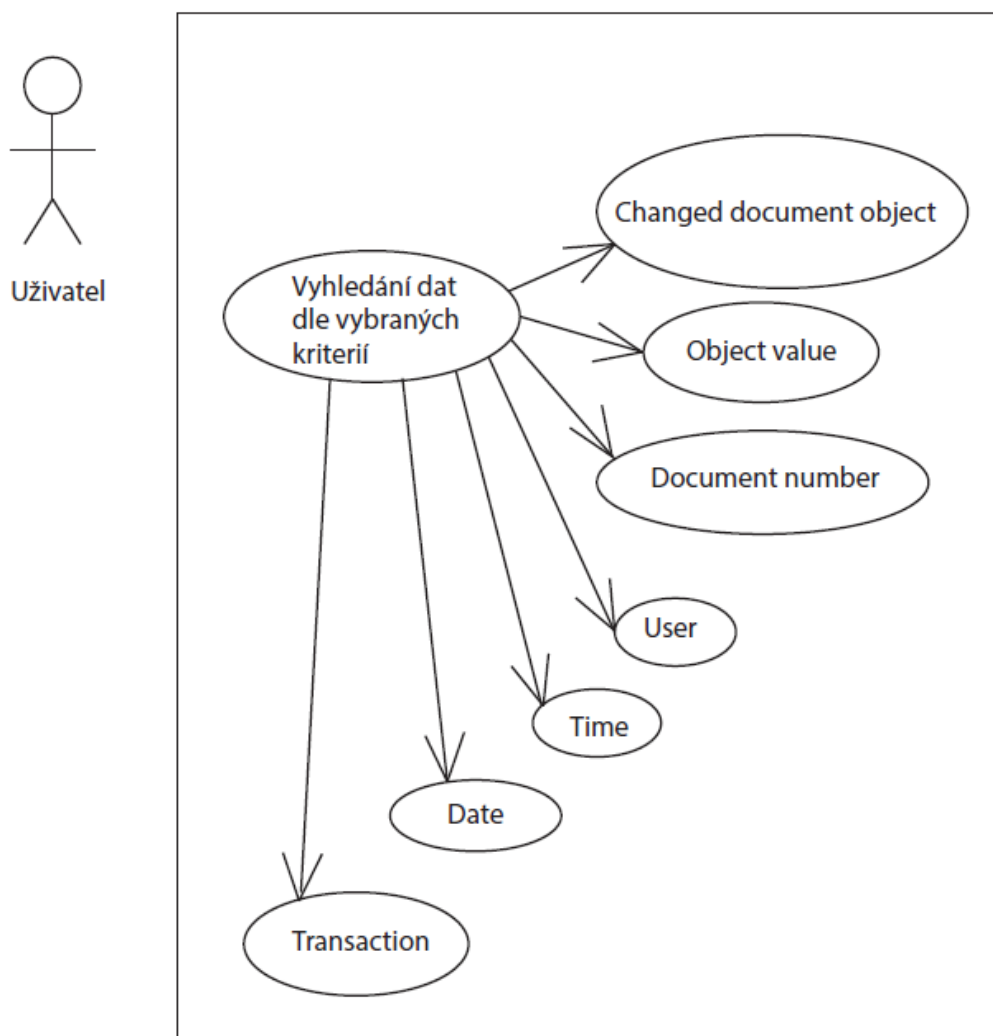 Uživatel
Vyhledání dat
dle vybraných
kriterií
Changed document object
Object value
Document number
User
Time
Date
Transaction